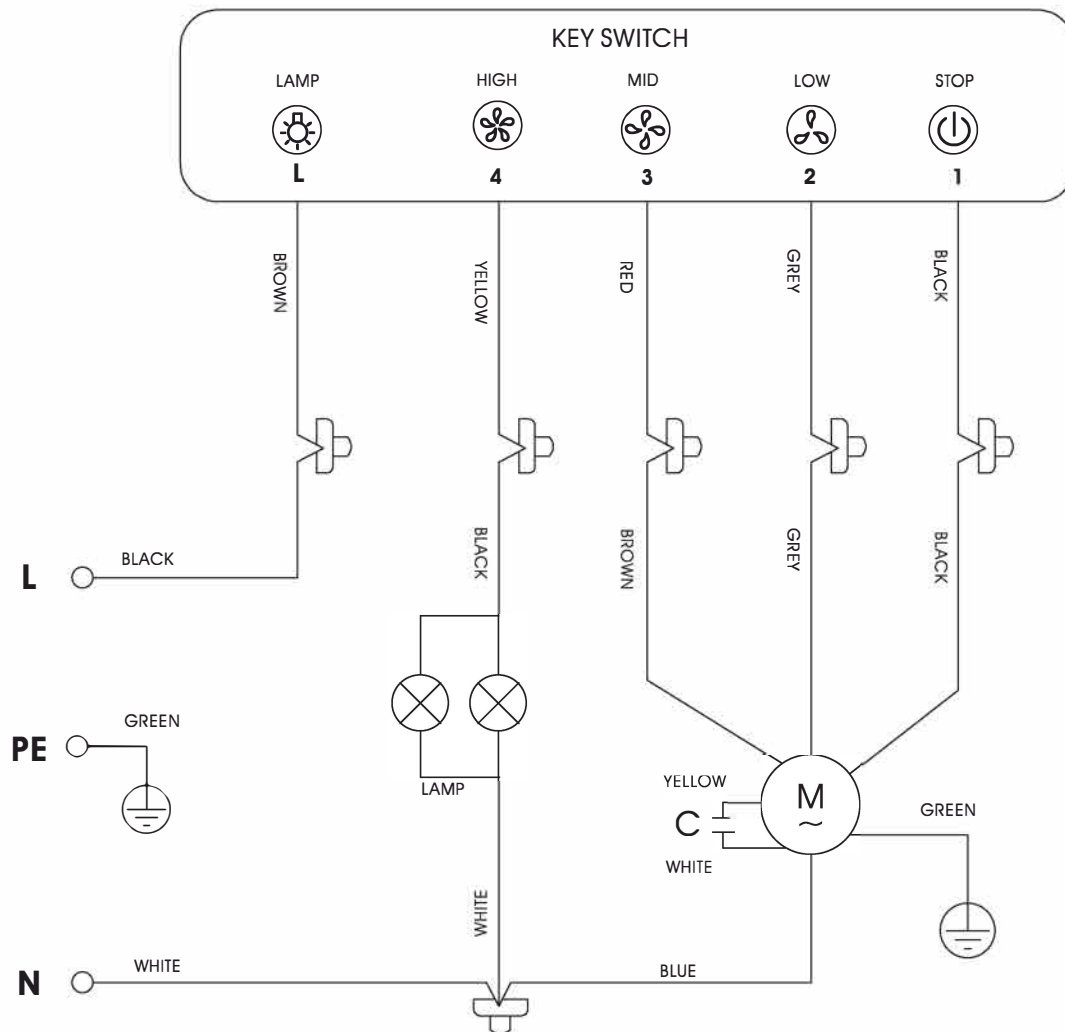 KEY SWITCH
LAMP HIGH MID LOW STOP
L 4 3 2 1
BROWN YELLOW RED GREY BLACK
BLACK BROWN GREY BLACK
L BLACK
PE GREEN
LAMP
YELLOW
M
~
C
GREEN
WHITE
WHITE
N WHITE BLUE